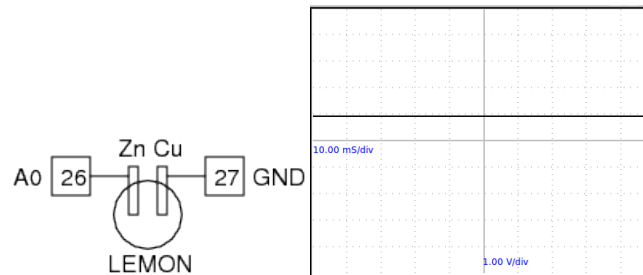 Zn Cu
A0 26 27 GND
LEMON
10.00 mS/div
1.00 V/div